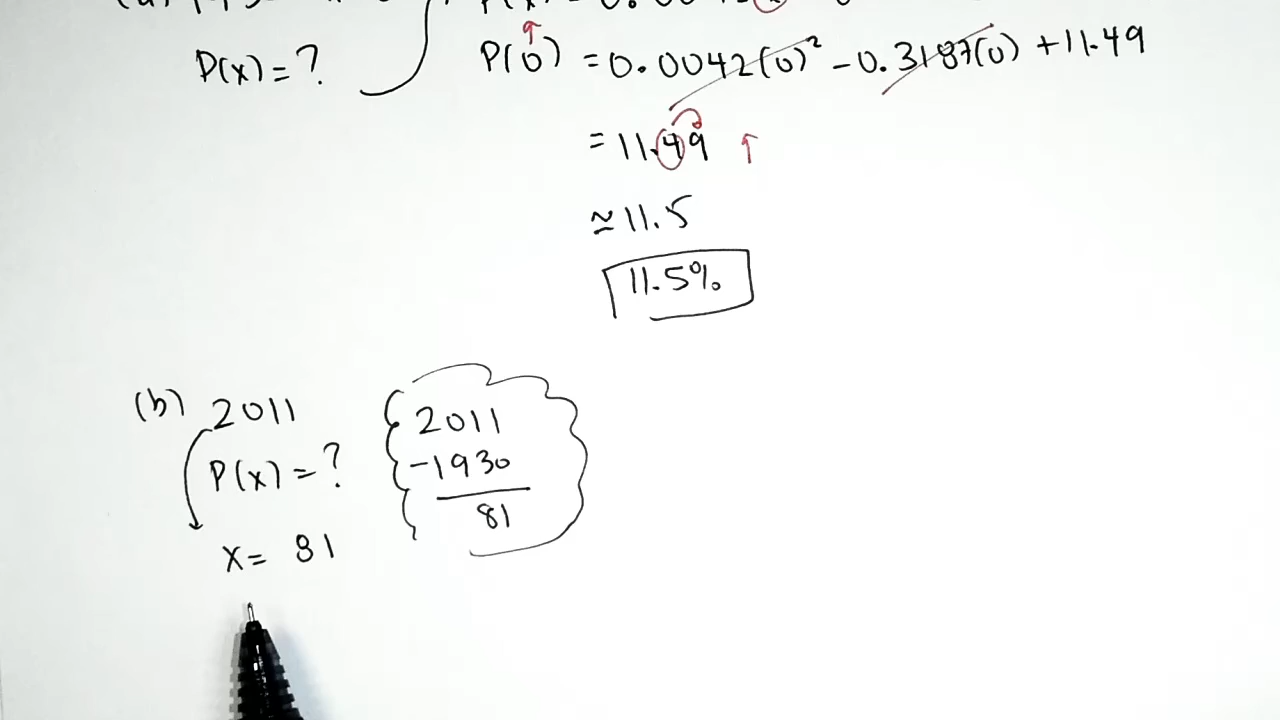 P(x) = ?
P(0) = 0.0042(0)² - 0.3187(0) + 11.49
= 11.49
≈ 11.5
11.5%
(b) 2011
P(x) = ?
x = 81
2011
-1930
81